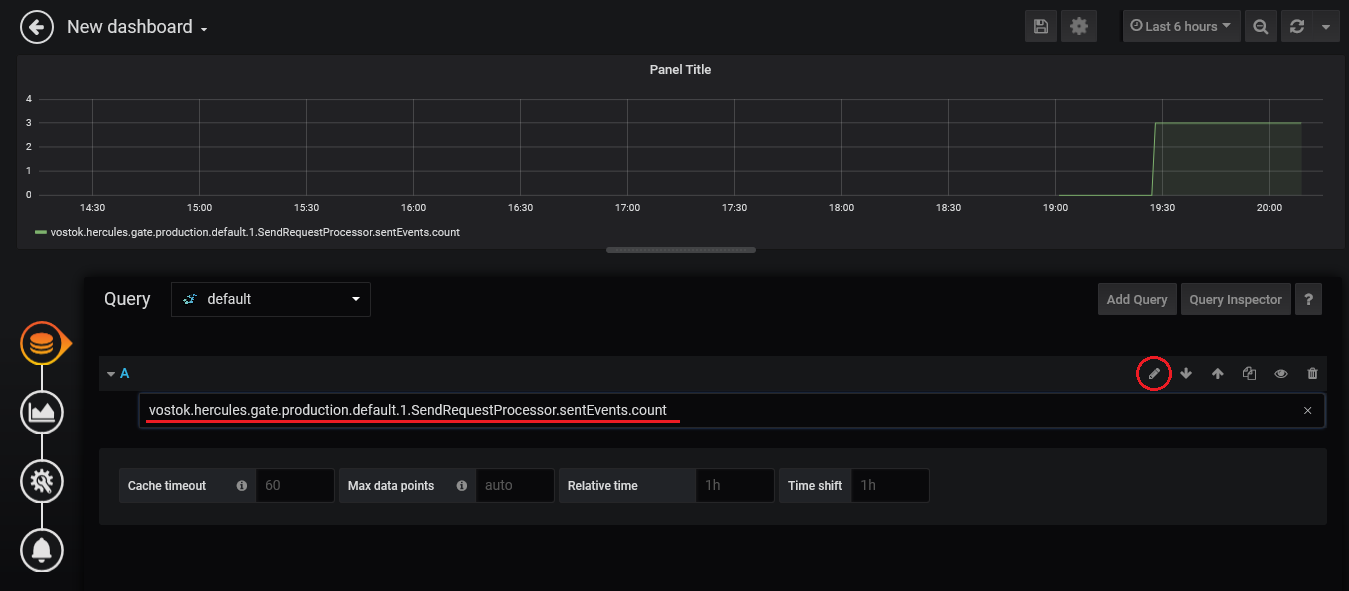 New dashboard
Last 6 hours
Panel Title
4
3
2
1
0
14:30 15:00 15:30 16:00 16:30 17:00 17:30 18:00 18:30 19:00 19:30 20:00
vostok.hercules.gate.production.default.1.SendRequestProcessor.sentEvents.count
Query default Add Query Query Inspector ?
A
vostok.hercules.gate.production.default.1.SendRequestProcessor.sentEvents.count ×
Cache timeout 60 Max data points auto Relative time 1h Time shift 1h